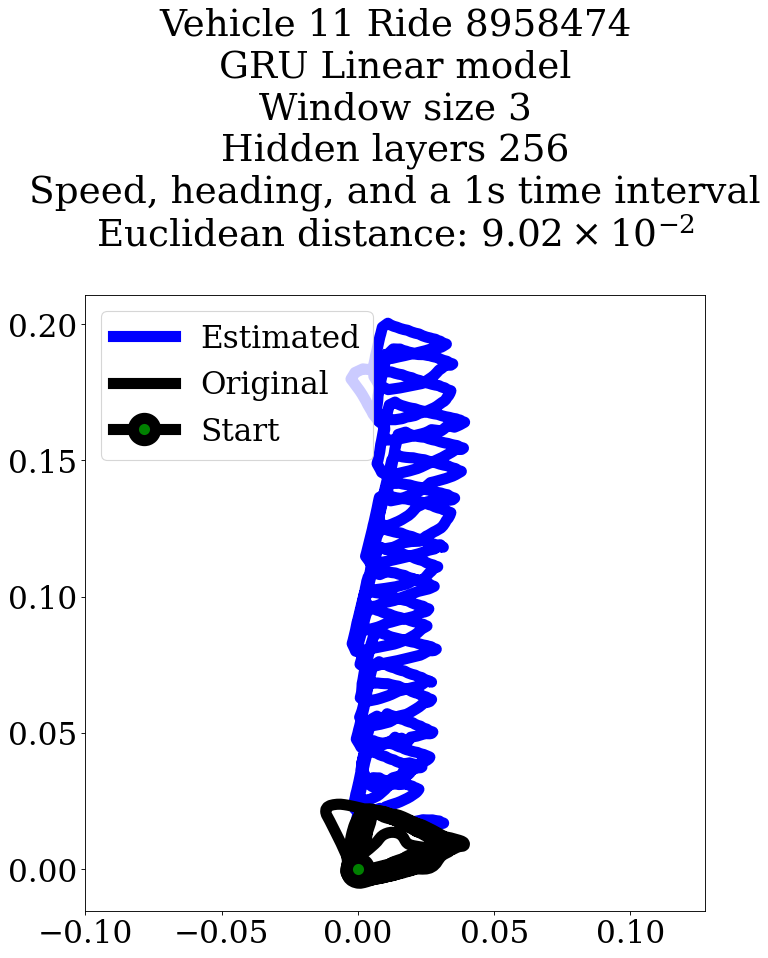 Vehicle 11 Ride 8958474
GRU Linear model
Window size 3
Hidden layers 256
Speed, heading, and a 1s time interval
Euclidean distance: 9.02 × 10⁻²
Estimated
Original
Start
0.20
0.15
0.10
0.05
0.00
−0.10 −0.05 0.00 0.05 0.10